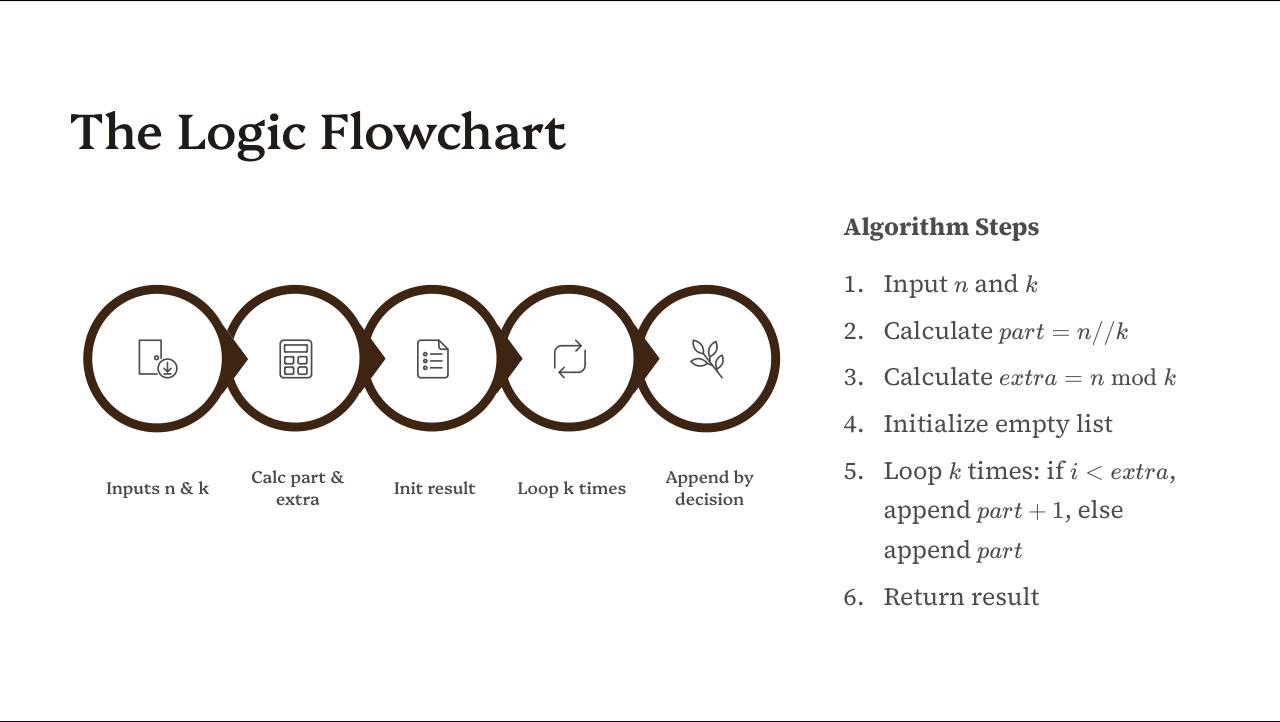 The Logic Flowchart
Inputs n & k
Calc part &
extra
Init result
Loop k times
Append by
decision
Algorithm Steps
1. Input n and k
2. Calculate part = n//k
3. Calculate extra = n mod k
4. Initialize empty list
5. Loop k times: if i < extra,
append part + 1, else
append part
6. Return result